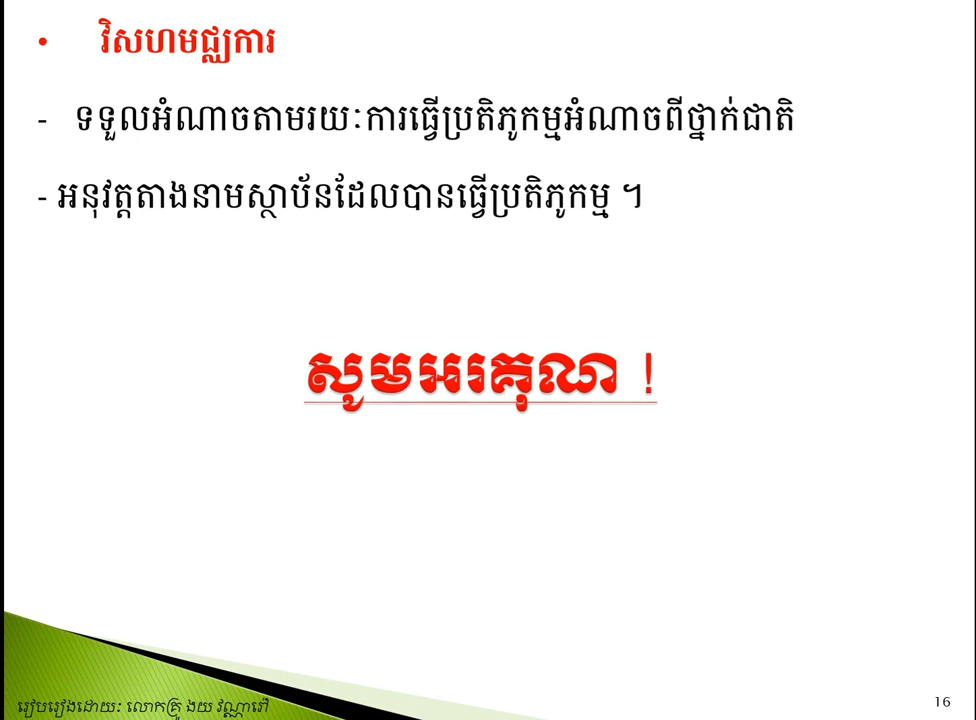 • វិសហមជ្ឈការ
- ទទួលអំណាចតាមរយៈការធ្វើប្រតិភូកម្មអំណាចពីថ្នាក់ជាតិ
- អនុវត្តតាងនាមស្ថាប័នដែលបានធ្វើប្រតិភូកម្ម ។
សូមអរគុណ !
រៀបរៀងដោយៈ លោកគ្រូ ងយ វណ្ណារ៉ា
16